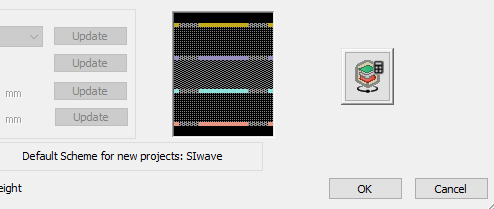 Update
Update
mm Update
mm Update
Default Scheme for new projects: SIwave
eight
OK Cancel